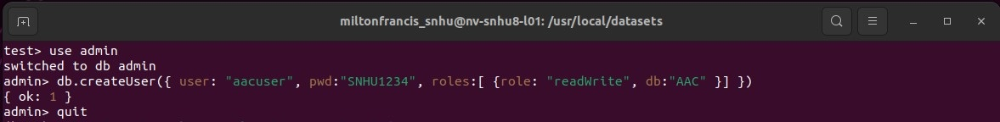 miltonfrancis_snhu@nv-snhu8-l01: /usr/local/datasets
test> use admin
switched to db admin
admin> db.createUser({ user: "aacuser", pwd:"SNHU1234", roles:[ {role: "readWrite", db:"AAC" }] })
{ ok: 1 }
admin> quit